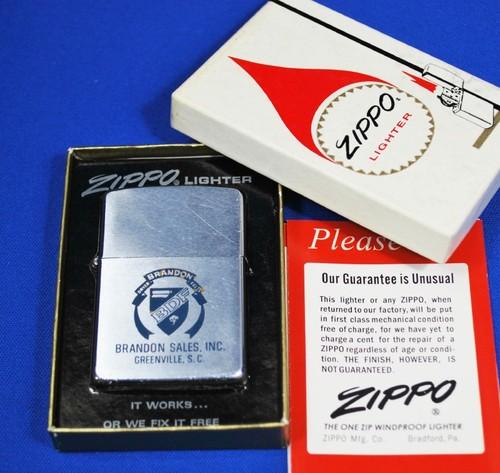 ZIPPO®
LIGHTER
ZIPPO® LIGHTER
BRANDON
BRANDON SALES, INC.
GREENVILLE, S.C.
IT WORKS...
OR WE FIX IT FREE
Please
Our Guarantee is Unusual
This lighter or any ZIPPO, when
returned to our factory, will be put
in first class mechanical condition
free of charge, for we have yet to
charge a cent for the repair of a
ZIPPO regardless of age or condi-
tion. THE FINISH, HOWEVER, IS
NOT GUARANTEED.
ZIPPO®
THE ONE ZIP WINDPROOF LIGHTER
ZIPPO Mfg. Co. Bradford, Pa.